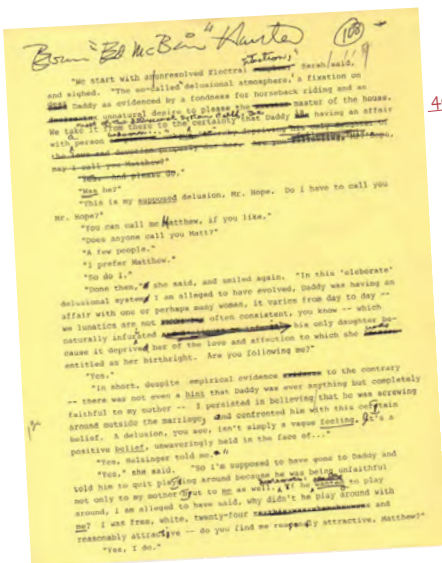 Evan "Ed McBain" Hunter
108
"We start with unresolved Electral Sarah said,
and sighed. "The so-called delusional atmosphere,' a fixation on
Daddy as evidenced by a fondness for horseback riding and an
unnatural desire to please the master of the house.
We take it from there to the certainty that Daddy was having an affair
with person
may I call you Matthew?"
"Yes. And please do."
"Was he?"
"This is my supposed delusion, Mr. Hope. Do I have to call you
Mr. Hope?"
"You can call me Matthew, if you like."
"Does anyone call you Matt?"
"A few people."
"I prefer Matthew."
"So do I."
"Done then," she said, and smiled again. "In this 'eleborate'
delusional system I am alleged to have evolved, Daddy was having an
affair with one or perhaps many women, it varies from day to day --
we lunatics are not often consistent, you know -- which
naturally infurated his only daughter be-
cause it deprived her of the love and affection to which she
entitled as her birthright. Are you following me?"
"Yes."
"In short, despite empirical evidence to the contrary
-- there was not even a hint that Daddy was ever anything but completely
faithful to my mother -- I persisted in believing that he was screwing
around outside the marriage, and confronted him with this certain
belief. A delusion, you see, isn't simply a vague feeling. It's a
positive belief, unwaveringly held in the face of..."
"Yes, Helsinger told me."
"Yes," she said. "So I'm supposed to have gone to Daddy and
told him to quit playing around because he was being unfaithful
not only to my mother but to me as well. If he to play
around, I am alleged to have said, why didn't he play around with
me? I was free, white, twenty-four and
reasonably attractive -- do you find me reasonably attractive, Matthew?"
"Yes, I do."